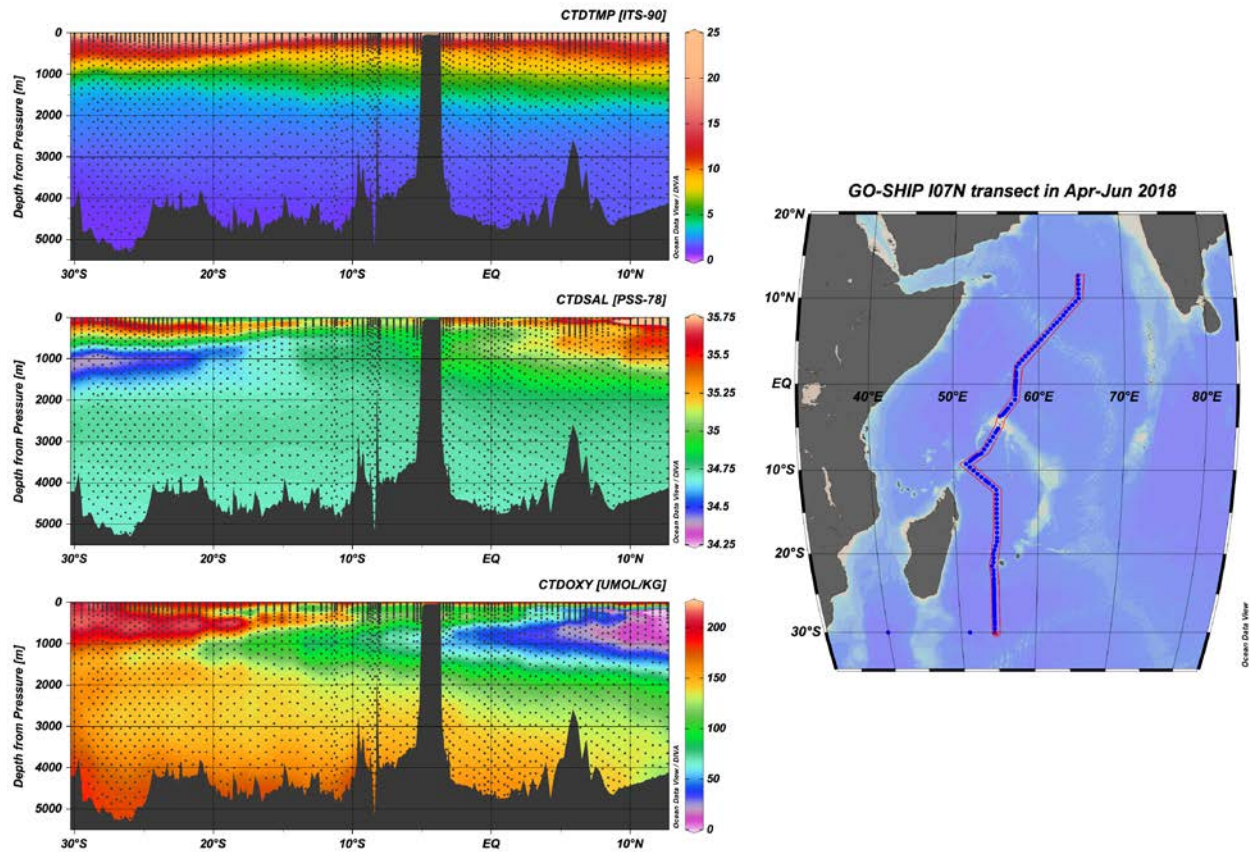 CTDTMP [ITS-90]
Depth from Pressure [m]
0
1000
2000
3000
4000
5000
30°S
20°S
10°S
EQ
10°N
25
20
15
10
5
0
Ocean Data View / DIVA
CTDSAL [PSS-78]
Depth from Pressure [m]
0
1000
2000
3000
4000
5000
30°S
20°S
10°S
EQ
10°N
35.75
35.5
35.25
35
34.75
34.5
34.25
Ocean Data View / DIVA
CTDOXY [UMOL/KG]
Depth from Pressure [m]
0
1000
2000
3000
4000
5000
30°S
20°S
10°S
EQ
10°N
200
150
100
50
0
Ocean Data View / DIVA
GO-SHIP I07N transect in Apr-Jun 2018
20°N
10°N
EQ
10°S
20°S
30°S
40°E
50°E
60°E
70°E
80°E
Ocean Data View